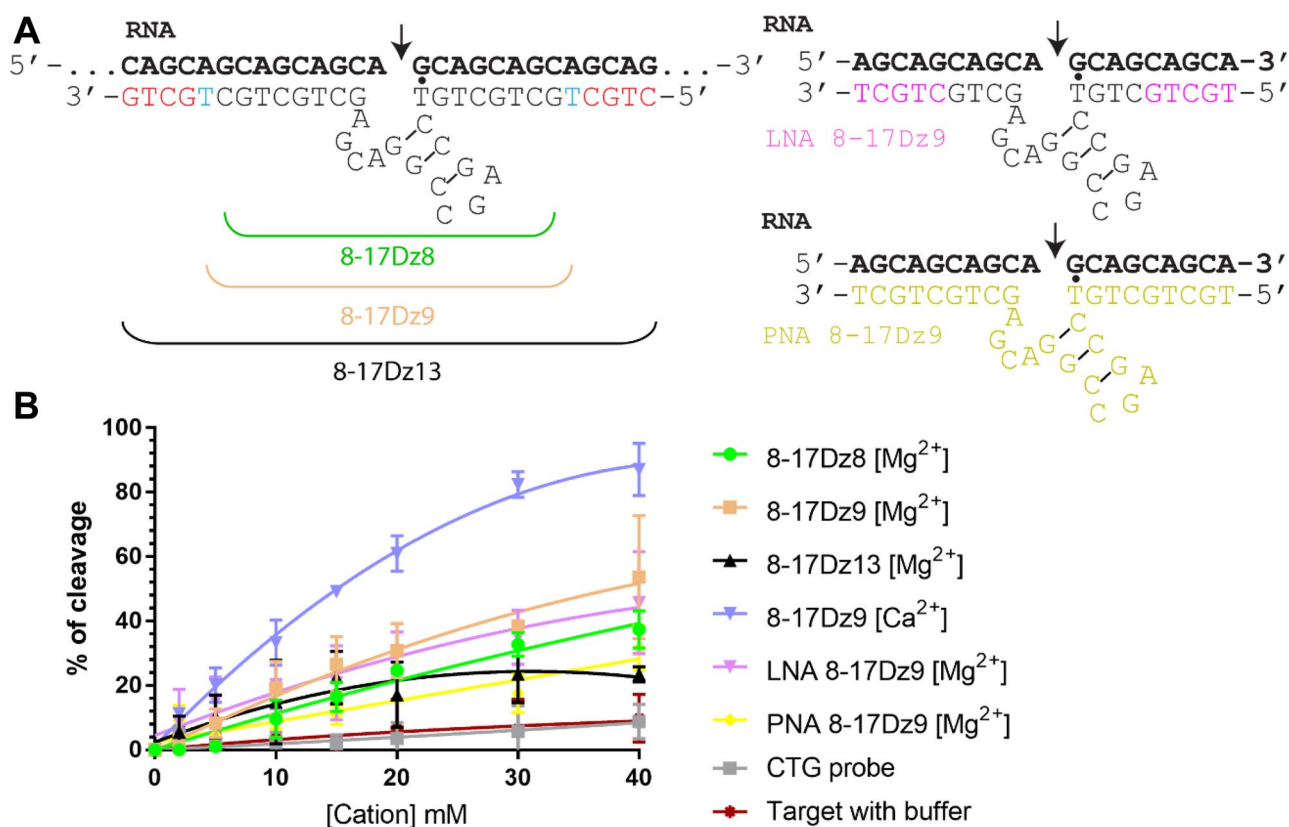 A
RNA
5'-...CAGCAGCAGCAGCA GCAGCAGCAGCAG...-3'
3'-GTCGTCGTCGTCG TGTCGTCGTCGTC-5'
A C
G G C
C A G G A
C G
C
8-17Dz8
8-17Dz9
8-17Dz13
RNA
5'-AGCAGCAGCA GCAGCAGCA-3'
3'-TCGTCGTCG TGTCGTCGT-5'
LNA 8-17Dz9
A C
G G C
C A G G A
C G
C
RNA
5'-AGCAGCAGCA GCAGCAGCA-3'
3'-TCGTCGTCG TGTCGTCGT-5'
PNA 8-17Dz9
A C
G G C
C A G G A
C G
C
B
% of cleavage
100
80
60
40
20
0
0 10 20 30 40
[Cation] mM
8-17Dz8 [Mg2+]
8-17Dz9 [Mg2+]
8-17Dz13 [Mg2+]
8-17Dz9 [Ca2+]
LNA 8-17Dz9 [Mg2+]
PNA 8-17Dz9 [Mg2+]
CTG probe
Target with buffer